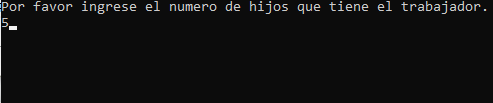 Por favor ingrese el numero de hijos que tiene el trabajador.
5